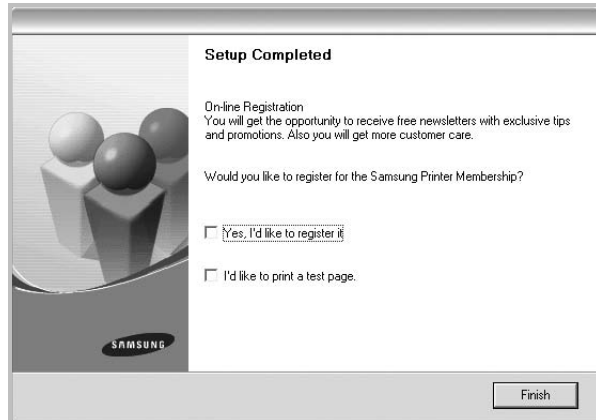 Setup Completed
On-line Registration
You will get the opportunity to receive free newsletters with exclusive tips
and promotions. Also you will get more customer care.
Would you like to register for the Samsung Printer Membership?
Yes, I'd like to register it
I'd like to print a test page.
SAMSUNG
Finish